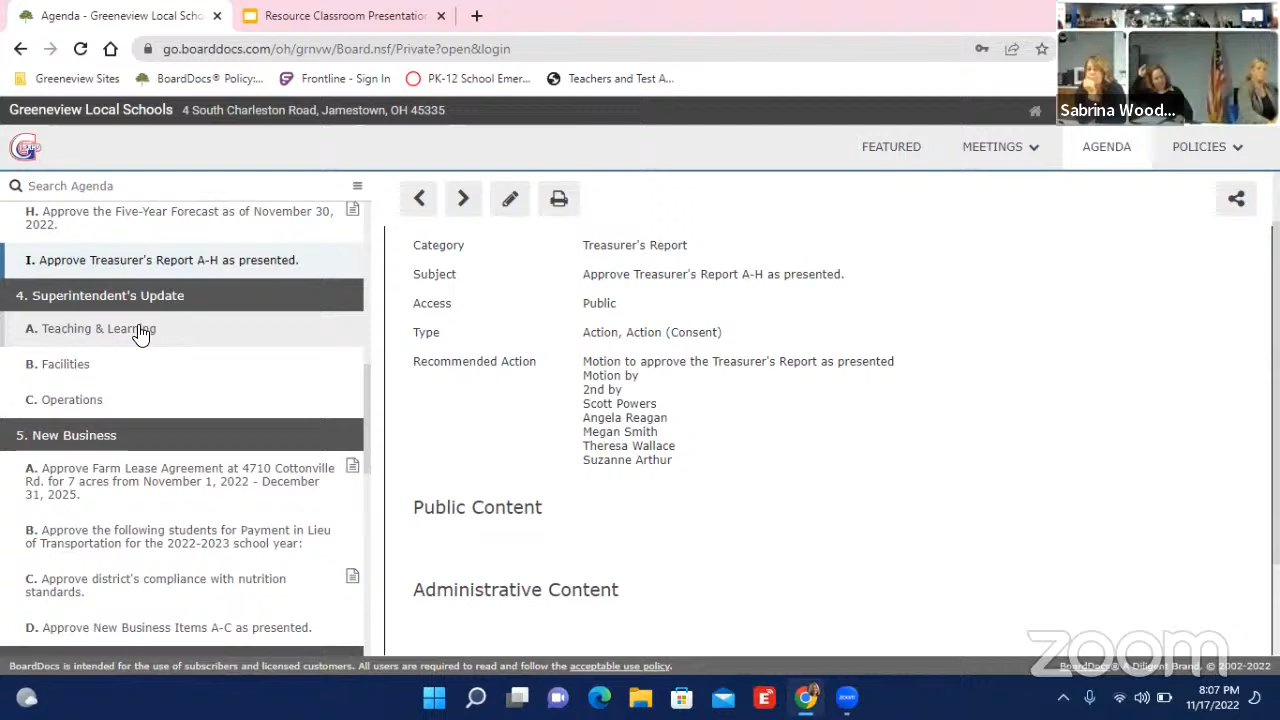 Agenda - Greeneview Local Scho
Resource Classroom Presentation
go.boarddocs.com/oh/grnvw/Board.nsf/Private?open&login
Greeneview Sites
BoardDocs® Policy:...
Frontline - Sign In
PK-12 School Emer...
Teachers and Test A...
Sabrina Wood...
Greeneview Local Schools 4 South Charleston Road, Jamestown, OH 45335
FEATURED
MEETINGS
AGENDA
POLICIES
Search Agenda
H. Approve the Five-Year Forecast as of November 30,
2022.
I. Approve Treasurer's Report A-H as presented.
4. Superintendent's Update
A. Teaching & Learning
B. Facilities
C. Operations
5. New Business
A. Approve Farm Lease Agreement at 4710 Cottonville
Rd. for 7 acres from November 1, 2022 - December
31, 2025.
B. Approve the following students for Payment in Lieu
of Transportation for the 2022-2023 school year:
C. Approve district's compliance with nutrition
standards.
D. Approve New Business Items A-C as presented.
Category Treasurer's Report
Subject Approve Treasurer's Report A-H as presented.
Access Public
Type Action, Action (Consent)
Recommended Action Motion to approve the Treasurer's Report as presented
Motion by
2nd by
Scott Powers
Angela Reagan
Megan Smith
Theresa Wallace
Suzanne Arthur
Public Content
Administrative Content
zoom
BoardDocs is intended for the use of subscribers and licensed customers. All users are required to read and follow the acceptable use policy.
BoardDocs® A Diligent Brand. © 2002-2022
zoom
8:07 PM
11/17/2022